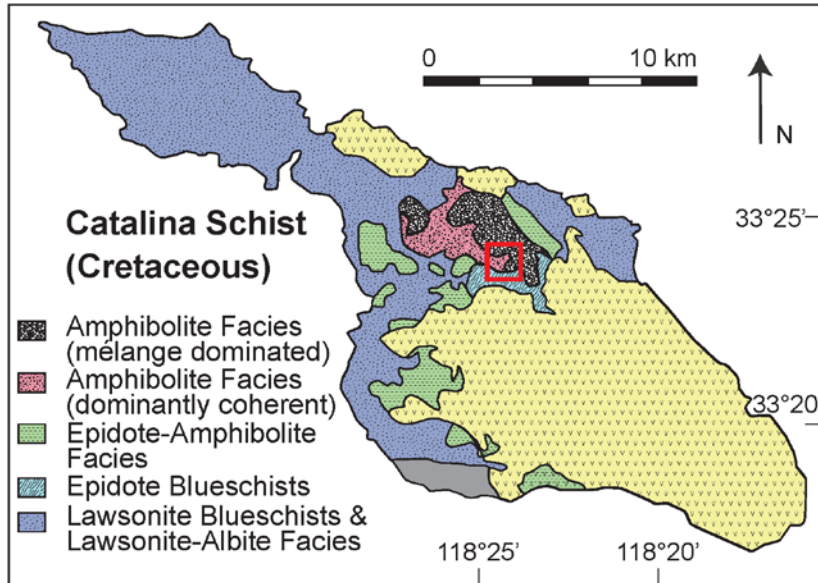 0 10 km
N
33°25'
Catalina Schist
(Cretaceous)
Amphibolite Facies
(mélange dominated)
Amphibolite Facies
(dominantly coherent)
33°20
Epidote-Amphibolite
Facies
Epidote Blueschists
Lawsonite Blueschists &
Lawsonite-Albite Facies
118°25' 118°20'